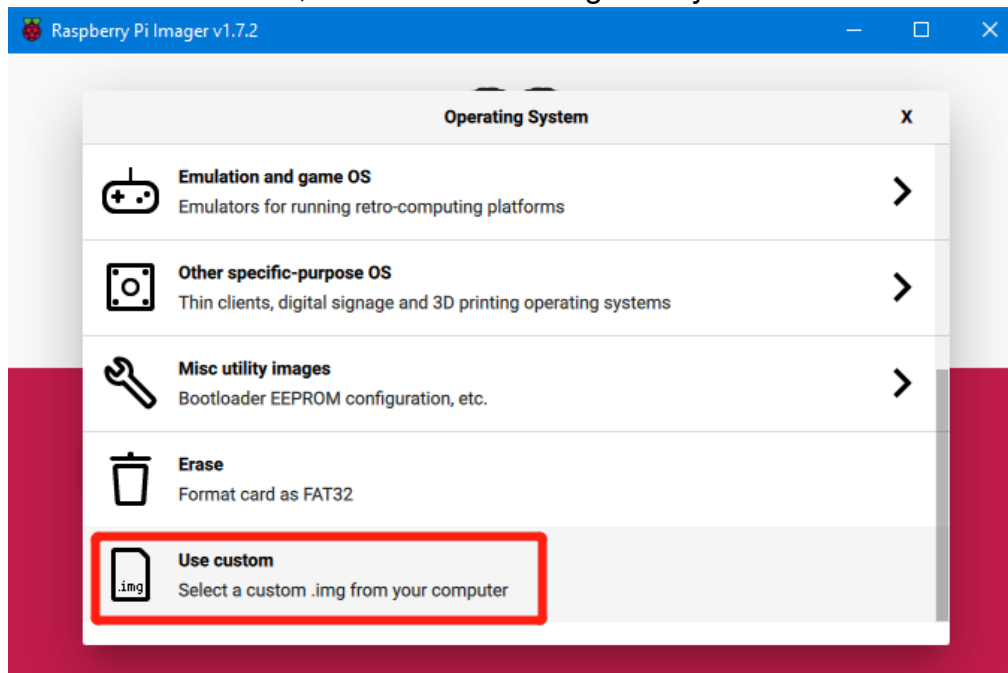 Raspberry Pi Imager v1.7.2
Operating System X
Emulation and game OS
Emulators for running retro-computing platforms
Other specific-purpose OS
Thin clients, digital signage and 3D printing operating systems
Misc utility images
Bootloader EEPROM configuration, etc.
Erase
Format card as FAT32
Use custom
.img
Select a custom .img from your computer